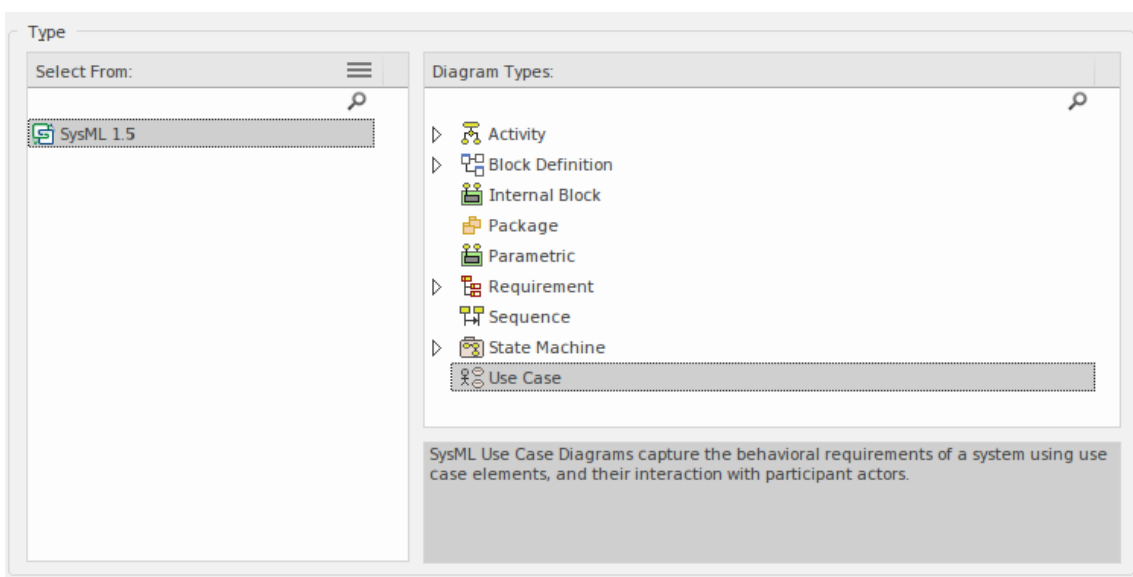 Type
Select From:
SysML 1.5
Diagram Types:
Activity
Block Definition
Internal Block
Package
Parametric
Requirement
Sequence
State Machine
Use Case
SysML Use Case Diagrams capture the behavioral requirements of a system using use
case elements, and their interaction with participant actors.